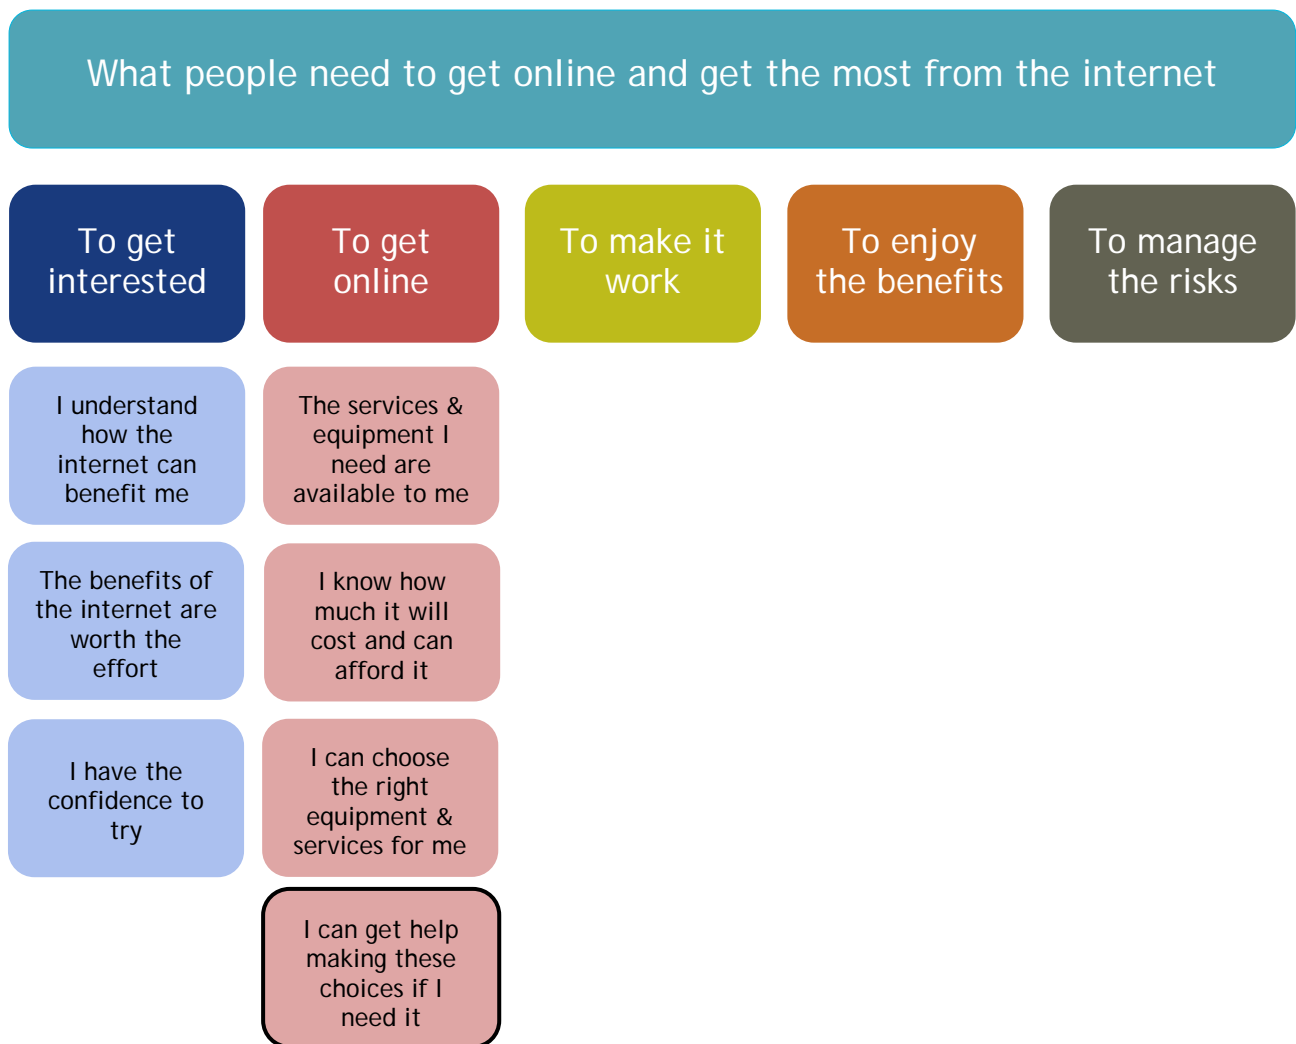 What people need to get online and get the most from the internet
To get
interested
To get
online
To make it
work
To enjoy
the benefits
To manage
the risks
I understand
how the
internet can
benefit me
The services &
equipment I
need are
available to me
The benefits of
the internet are
worth the
effort
I know how
much it will
cost and can
afford it
I have the
confidence to
try
I can choose
the right
equipment &
services for me
I can get help
making these
choices if I
need it